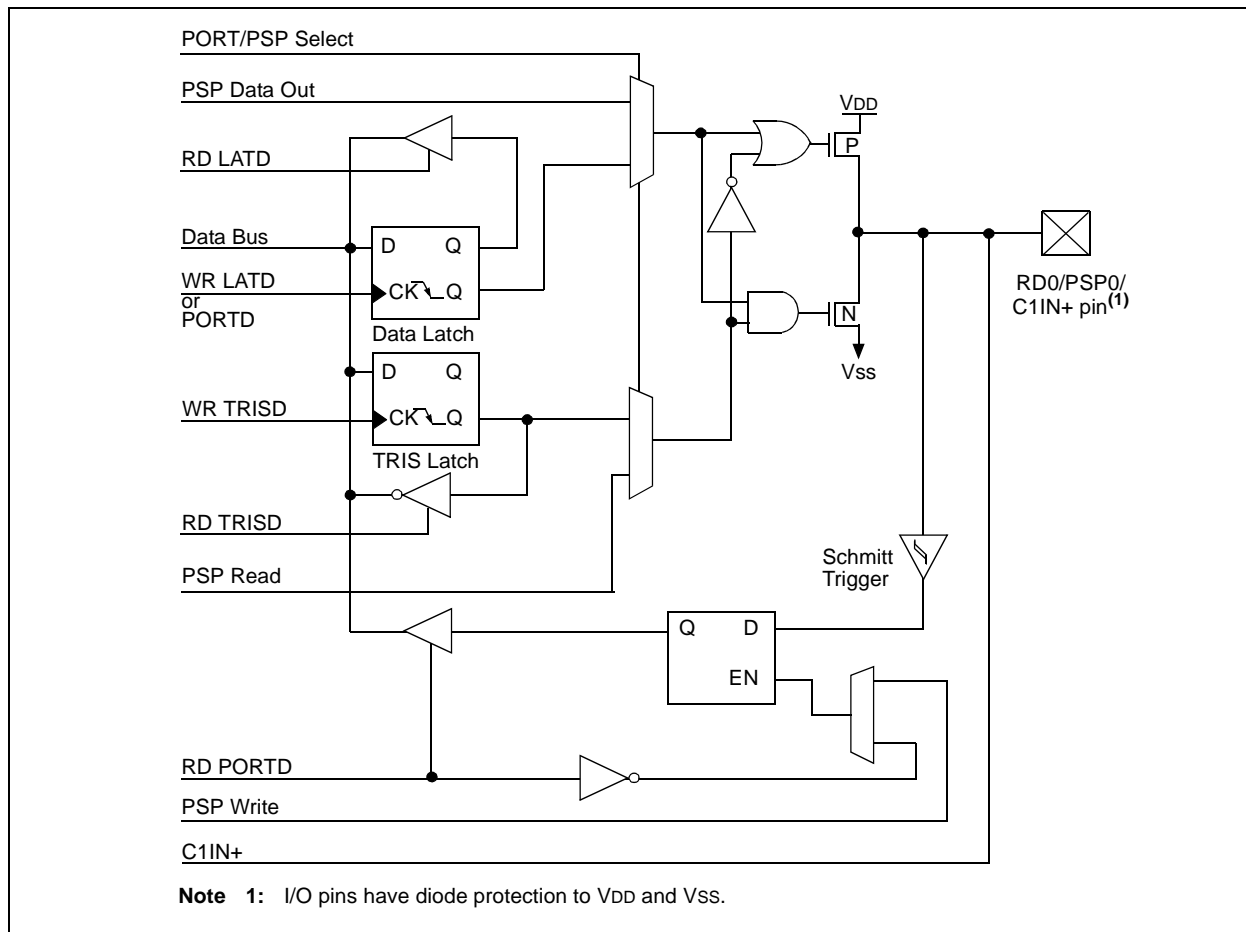 PORT/PSP Select
PSP Data Out
VDD
P
RD LATD
Data Bus
D Q
WR LATD
or
PORTD
CK Q
Data Latch
N
RD0/PSP0/
C1IN+ pin(1)
Vss
D Q
WR TRISD
CK Q
TRIS Latch
RD TRISD
Schmitt
Trigger
PSP Read
Q D
EN
RD PORTD
PSP Write
C1IN+
Note 1: I/O pins have diode protection to VDD and VSS.